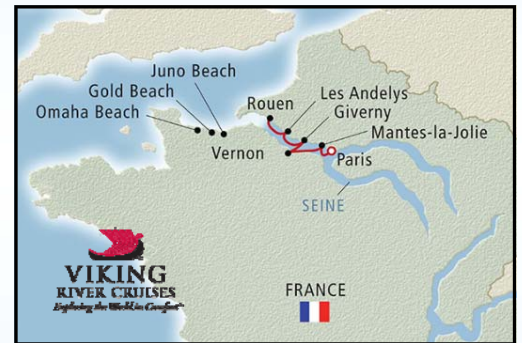 Juno Beach
Gold Beach
Omaha Beach
Rouen
Les Andelys
Giverny
Mantes-la-Jolie
Vernon
Paris
SEINE
VIKING
RIVER CRUISES
Exploring the World in Comfort
FRANCE